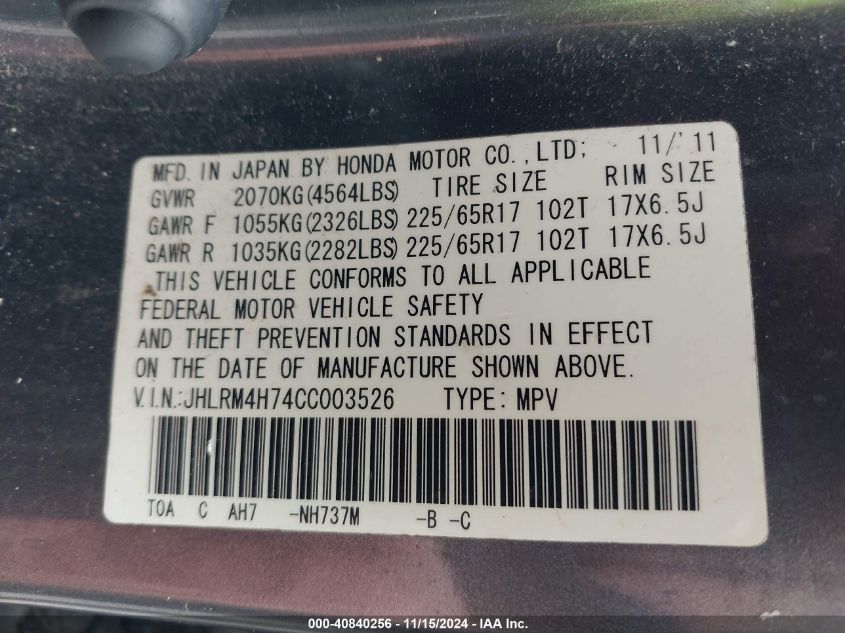 MFD. IN JAPAN BY HONDA MOTOR CO., LTD; 11/'11
GVWR 2070KG(4564LBS) TIRE SIZE RIM SIZE
GAWR F 1055KG(2326LBS) 225/65R17 102T 17X6.5J
GAWR R 1035KG(2282LBS) 225/65R17 102T 17X6.5J
THIS VEHICLE CONFORMS TO ALL APPLICABLE
FEDERAL MOTOR VEHICLE SAFETY
AND THEFT PREVENTION STANDARDS IN EFFECT
ON THE DATE OF MANUFACTURE SHOWN ABOVE.
V.I.N.:JHLRM4H74CC003526 TYPE: MPV
TOA C AH7 -NH737M -B -C
000-40840256 - 11/15/2024 - IAA Inc.